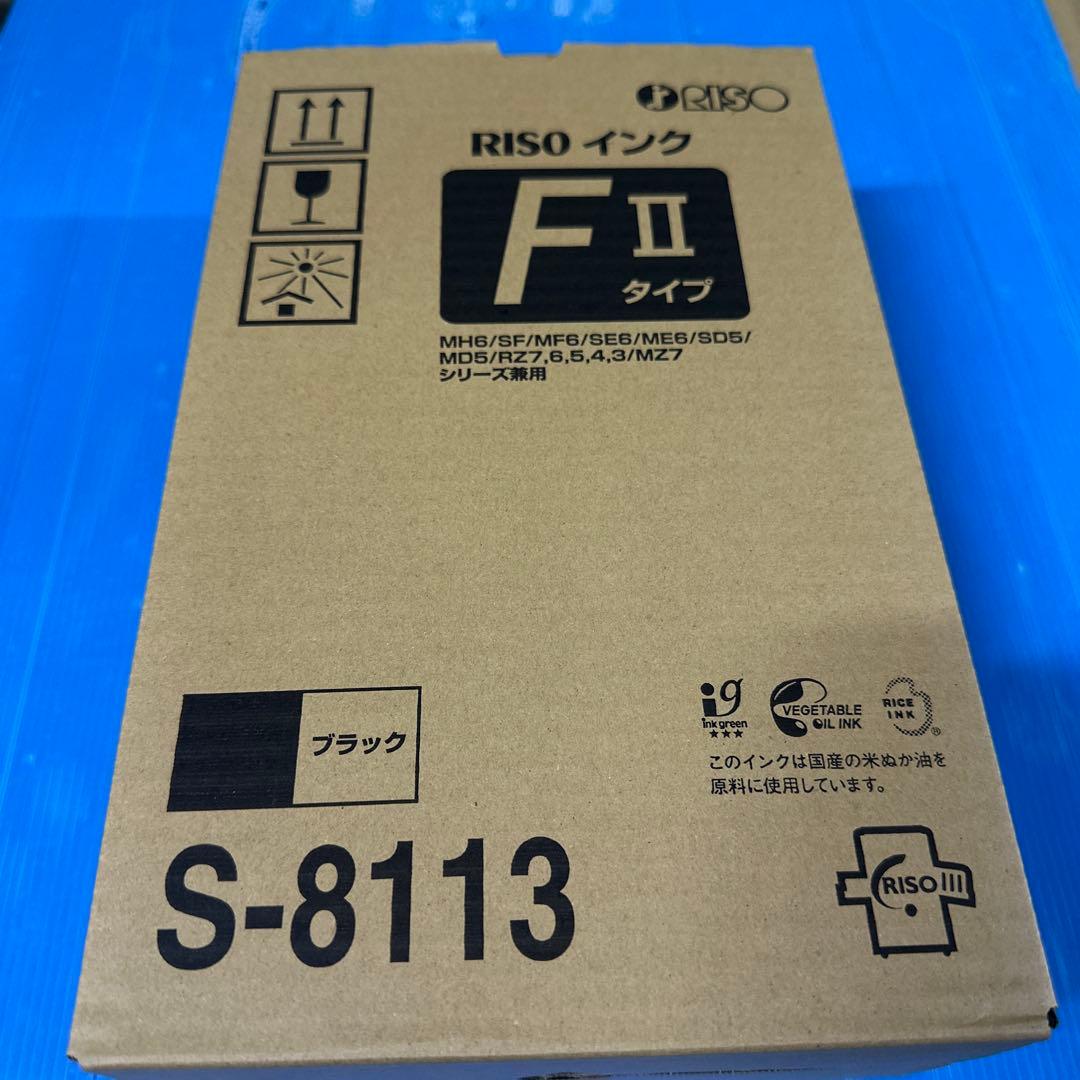 RISO
RISO インク
F II
タイプ
MH6/SF/MF6/SE6/ME6/SD5/
MD5/RZ7,6,5,4,3/MZ7
シリーズ兼用
ブラック
ig
ink green
★★★
VEGETABLE
OIL INK
RICE
INK
®
このインクは国産の米ぬか油を
原料に使用しています。
S-8113
RISO